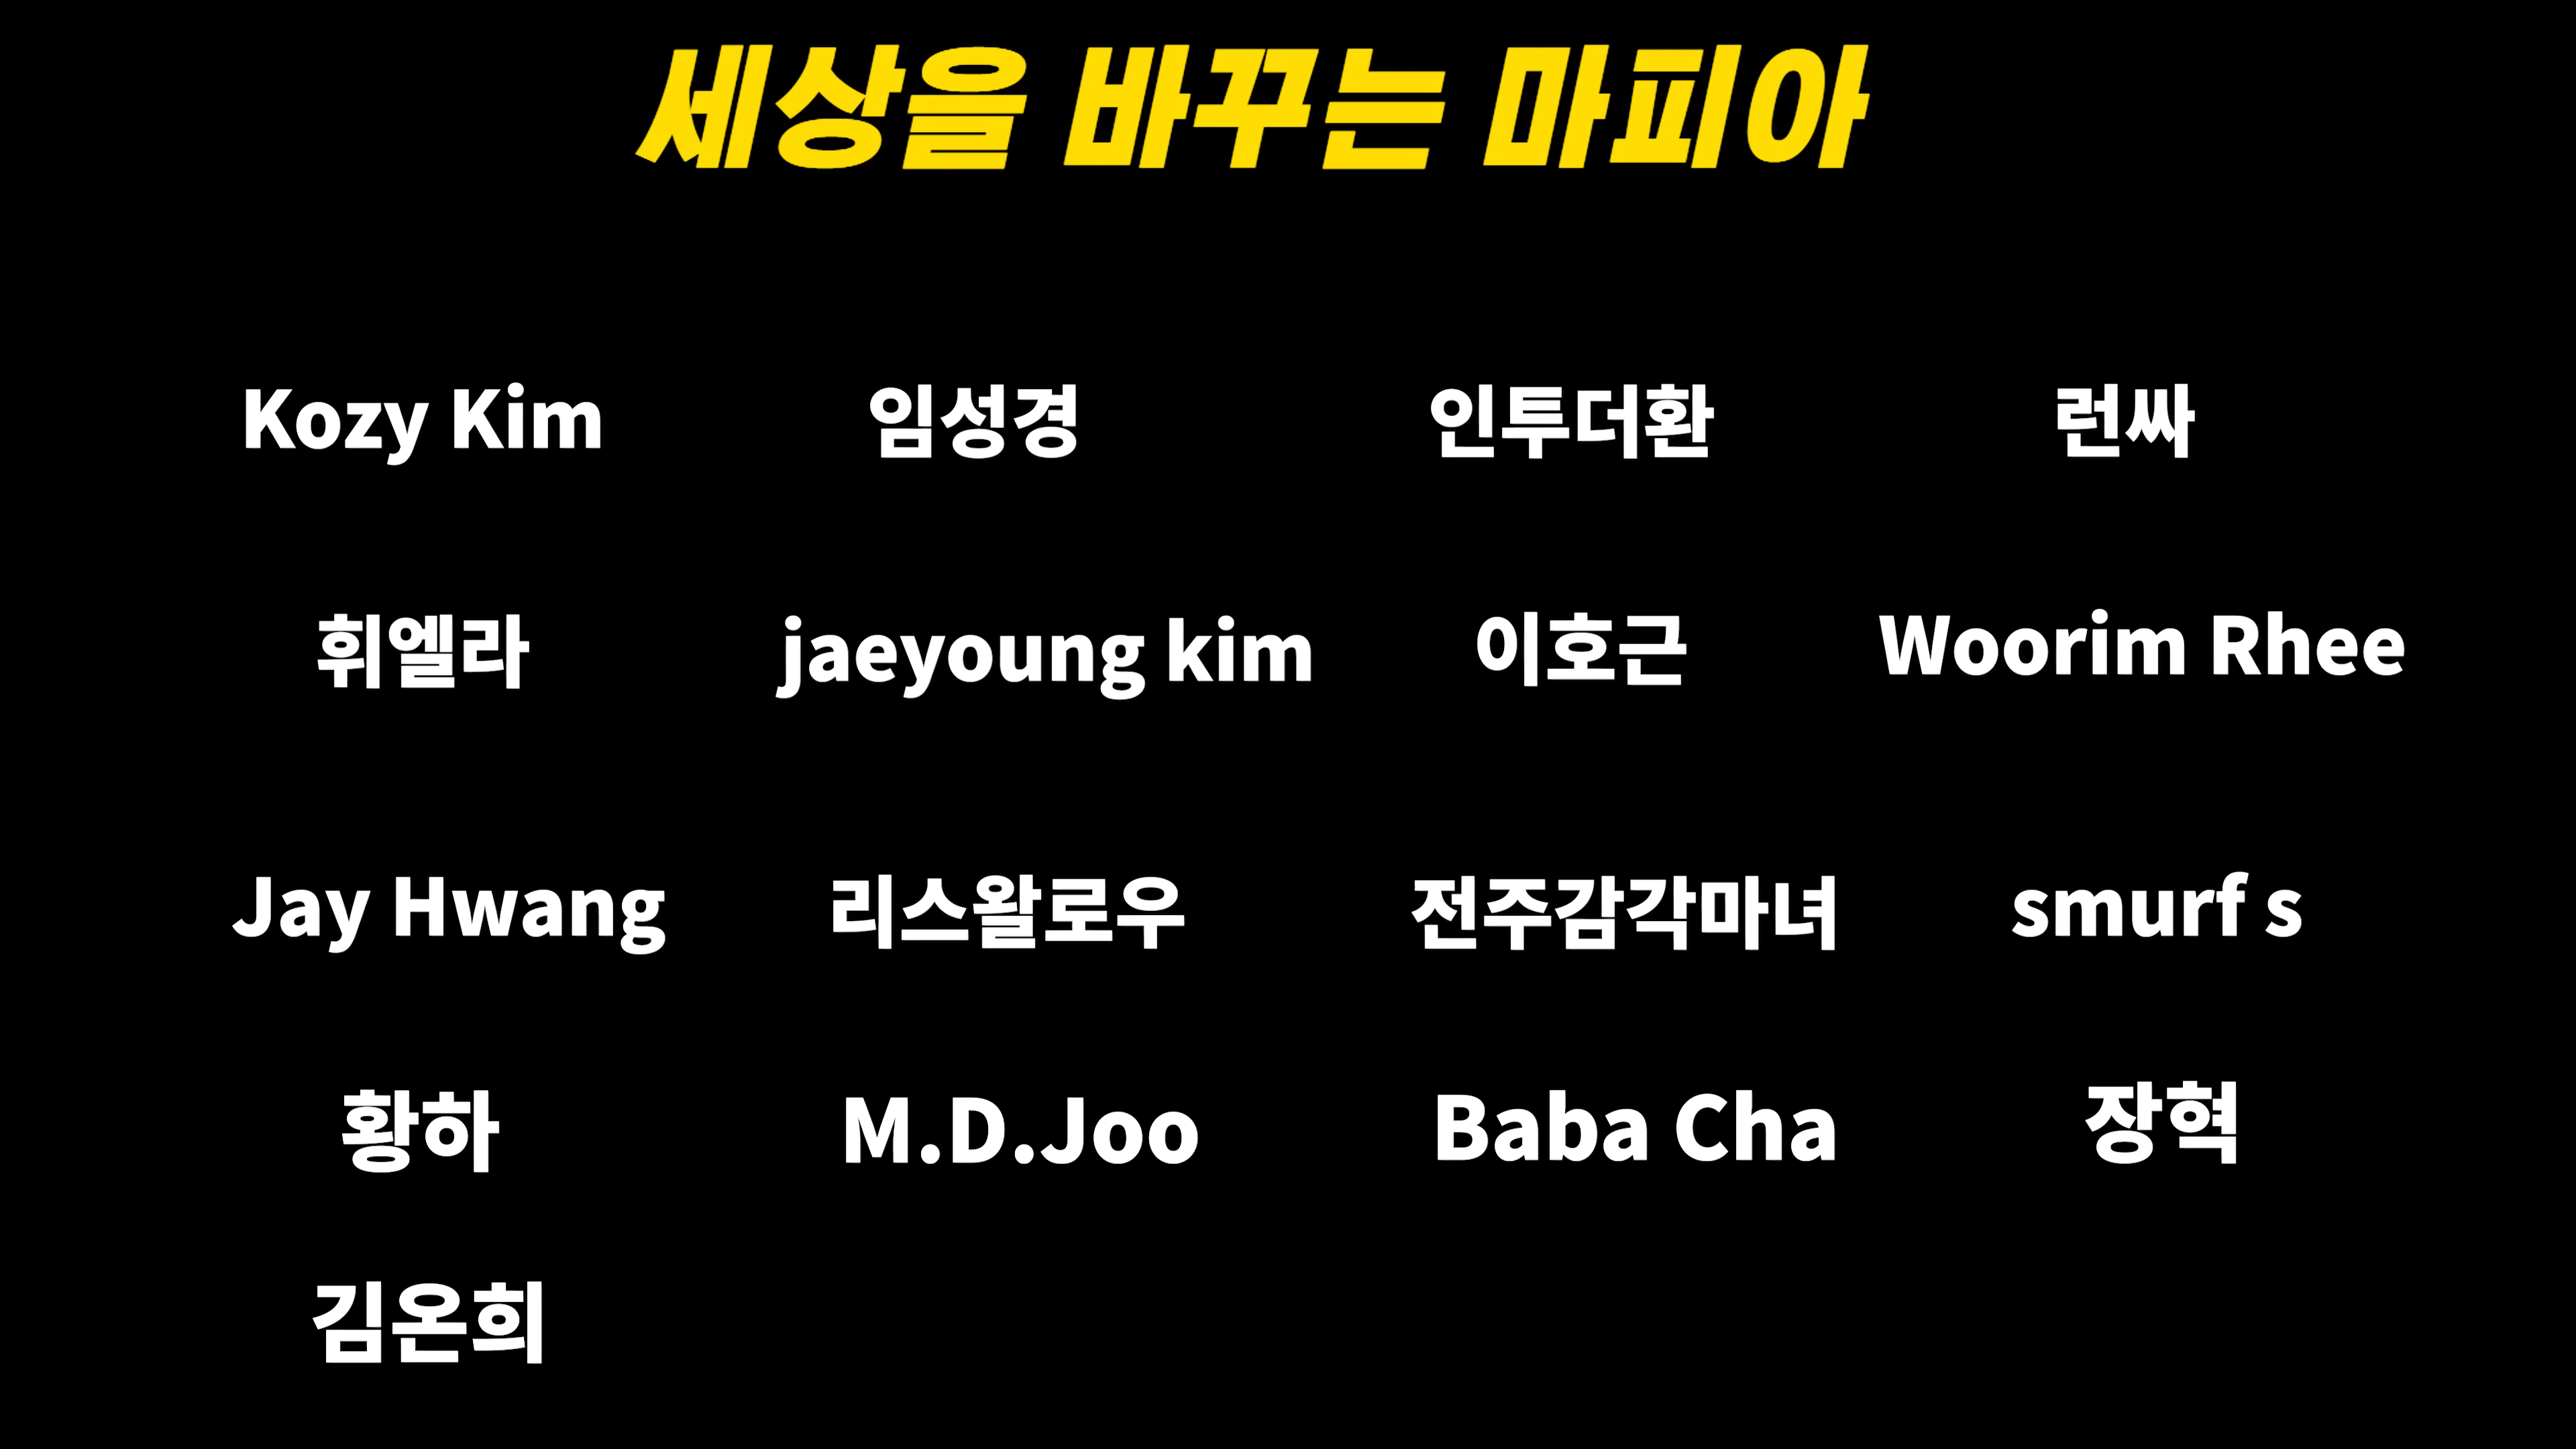 세상을 바꾸는 마피아
Kozy Kim 임성경 인투더환 런싸
휘엘라 jaeyoung kim 이호근 Woorim Rhee
Jay Hwang 리스왈로우 전주감각마녀 smurf s
황하 M.D.Joo Baba Cha 장혁
김온희